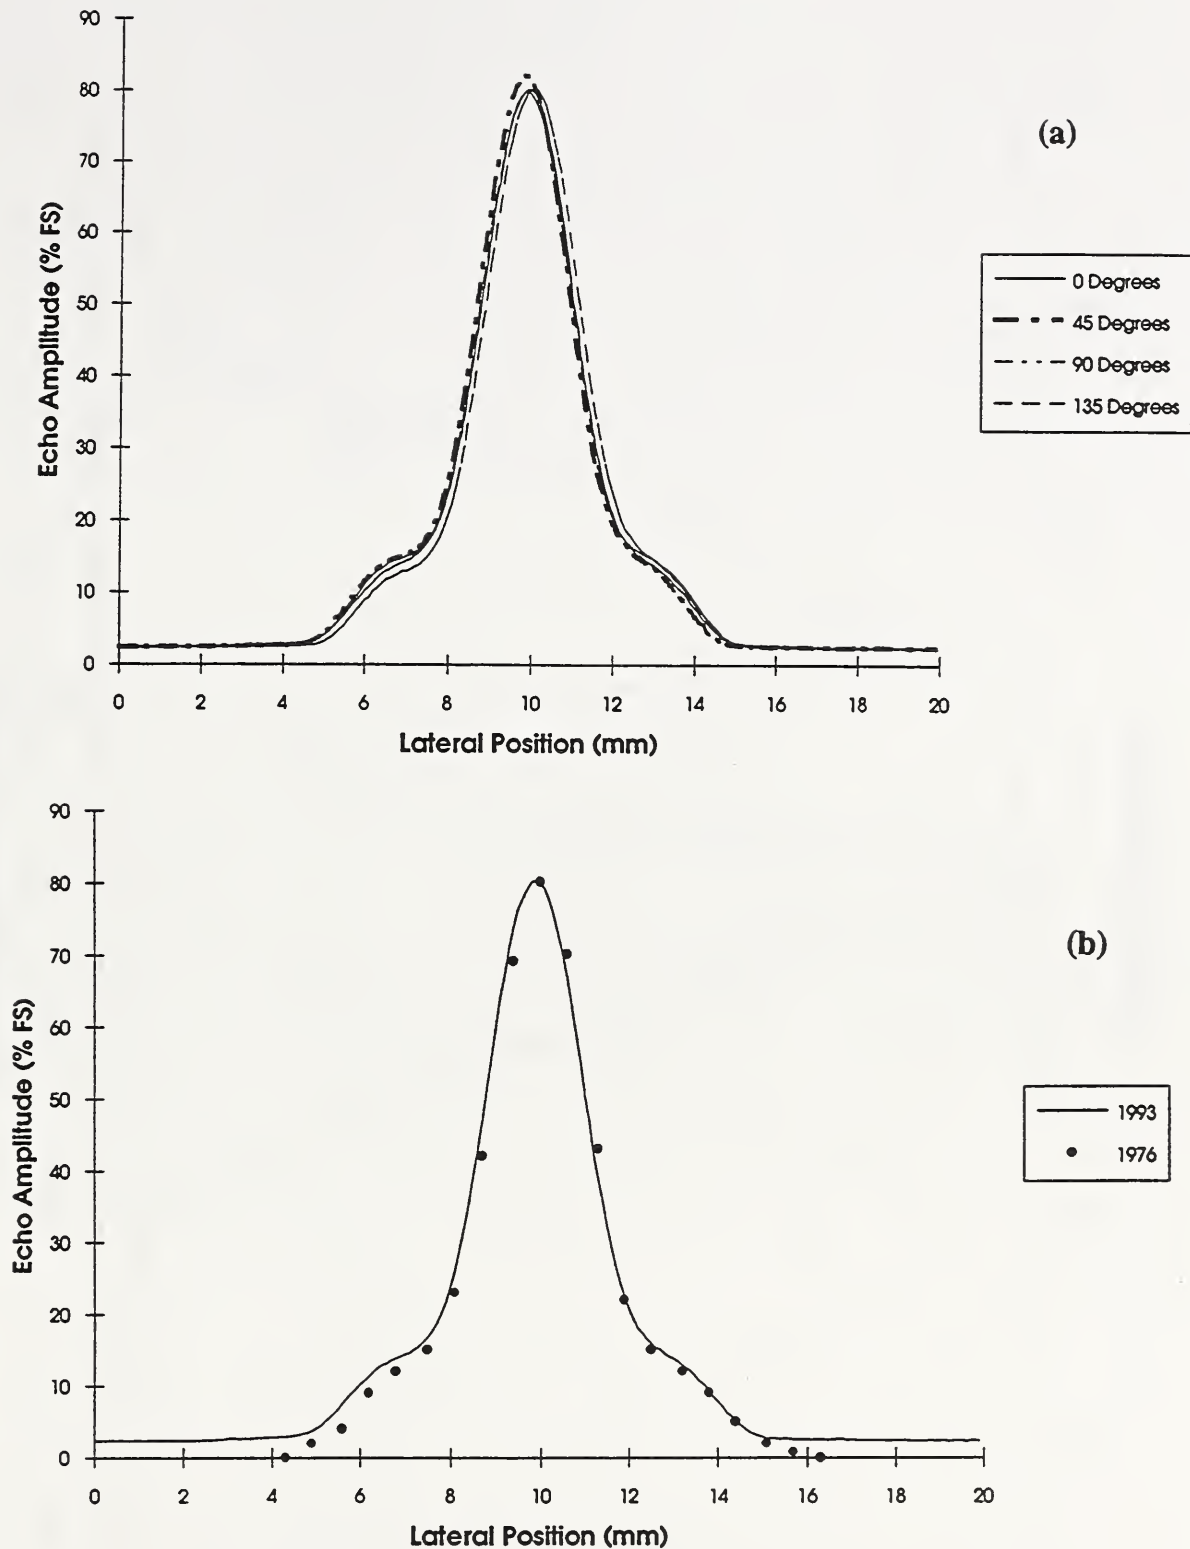 90
80
70
60
50
40
30
20
10
0
Echo Amplitude (% FS)
(a)
0 Degrees
45 Degrees
90 Degrees
135 Degrees
0 2 4 6 8 10 12 14 16 18 20
Lateral Position (mm)
90
80
70
60
50
40
30
20
10
0
Echo Amplitude (% FS)
(b)
1993
1976
0 2 4 6 8 10 12 14 16 18 20
Lateral Position (mm)